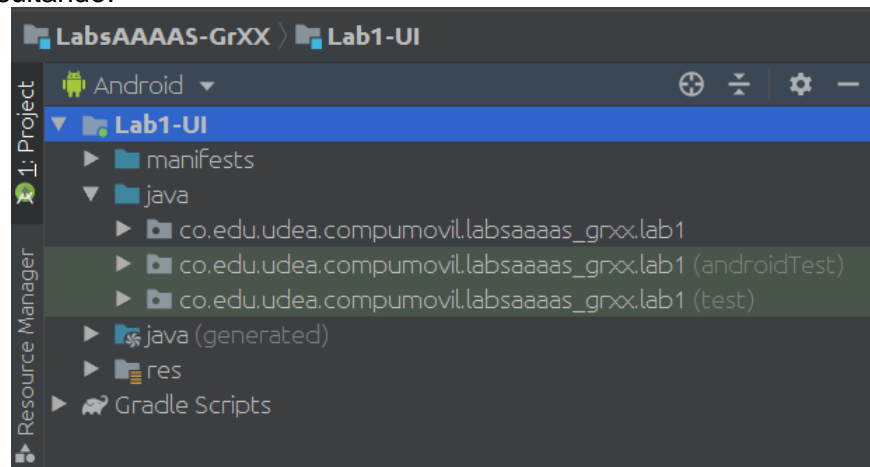 LabsAAAAS-GrXX Lab1-UI
Android
1: Project
Resource Manager
Lab1-UI
manifests
java
co.edu.udea.compumovil.labsaaaas_grxx.lab1
co.edu.udea.compumovil.labsaaaas_grxx.lab1 (androidTest)
co.edu.udea.compumovil.labsaaaas_grxx.lab1 (test)
java (generated)
res
Gradle Scripts